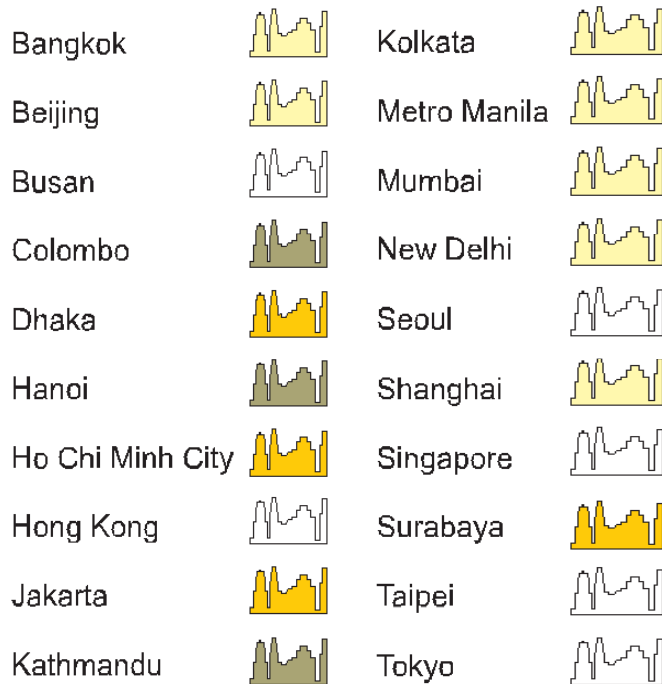 Bangkok
Beijing
Busan
Colombo
Dhaka
Hanoi
Ho Chi Minh City
Hong Kong
Jakarta
Kathmandu
Kolkata
Metro Manila
Mumbai
New Delhi
Seoul
Shanghai
Singapore
Surabaya
Taipei
Tokyo